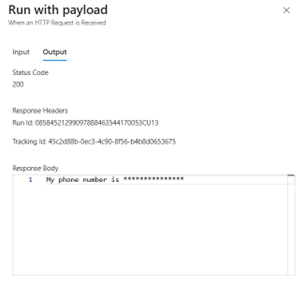 Run with payload
When an HTTP Request is Received
Input Output
Status Code
200
Response Headers
Run Id: 08584521299097888463544170053CU13
Tracking Id: 45c2d88b-0ec3-4c90-8f56-b4b8d0653675
Response Body
1 My phone number is ***************